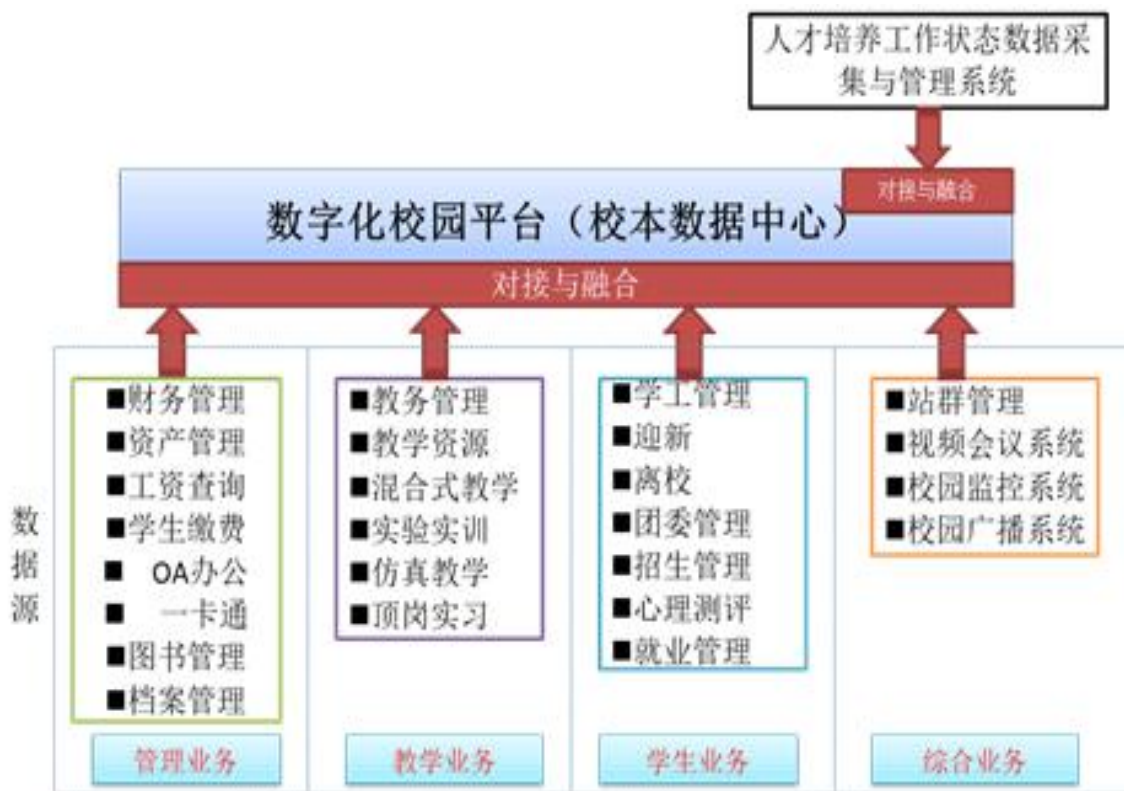 人才培养工作状态数据采
集与管理系统
对接与融合
数字化校园平台（校本数据中心）
对接与融合
数据源
■财务管理
■资产管理
■工资查询
■学生缴费
■ OA办公
■ 一卡通
■图书管理
■档案管理
管理业务
■教务管理
■教学资源
■混合式教学
■实验实训
■仿真教学
■顶岗实习
教学业务
■学工管理
■迎新
■离校
■团委管理
■招生管理
■心理测评
■就业管理
学生业务
■站群管理
■视频会议系统
■校园监控系统
■校园广播系统
综合业务